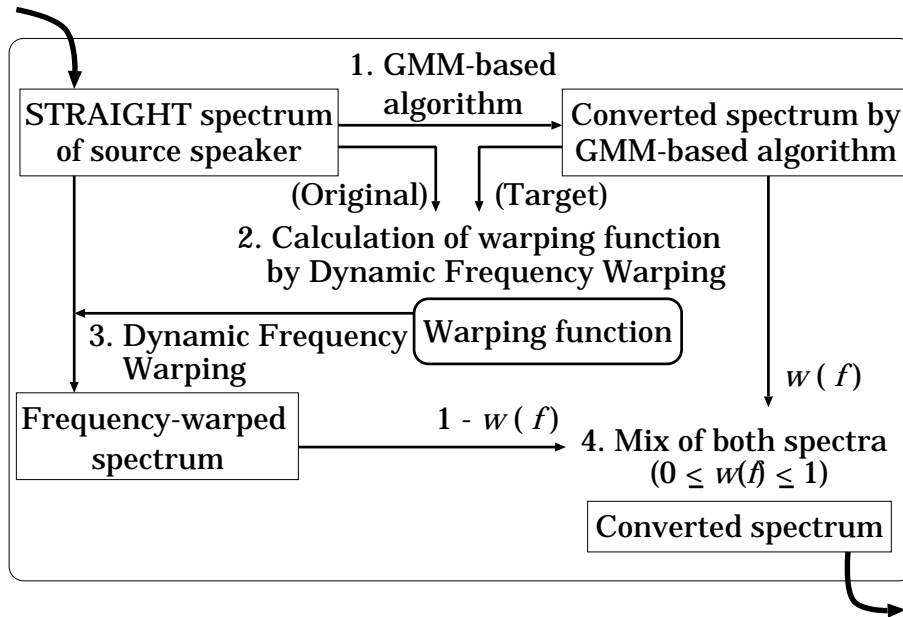 1. GMM-based
algorithm
STRAIGHT spectrum
of source speaker
Converted spectrum by
GMM-based algorithm
(Original)
(Target)
2. Calculation of warping function
by Dynamic Frequency Warping
Warping function
3. Dynamic Frequency
Warping
w ( f )
Frequency-warped
spectrum
1 - w ( f )
4. Mix of both spectra
(0 ≤ w(f) ≤ 1)
Converted spectrum